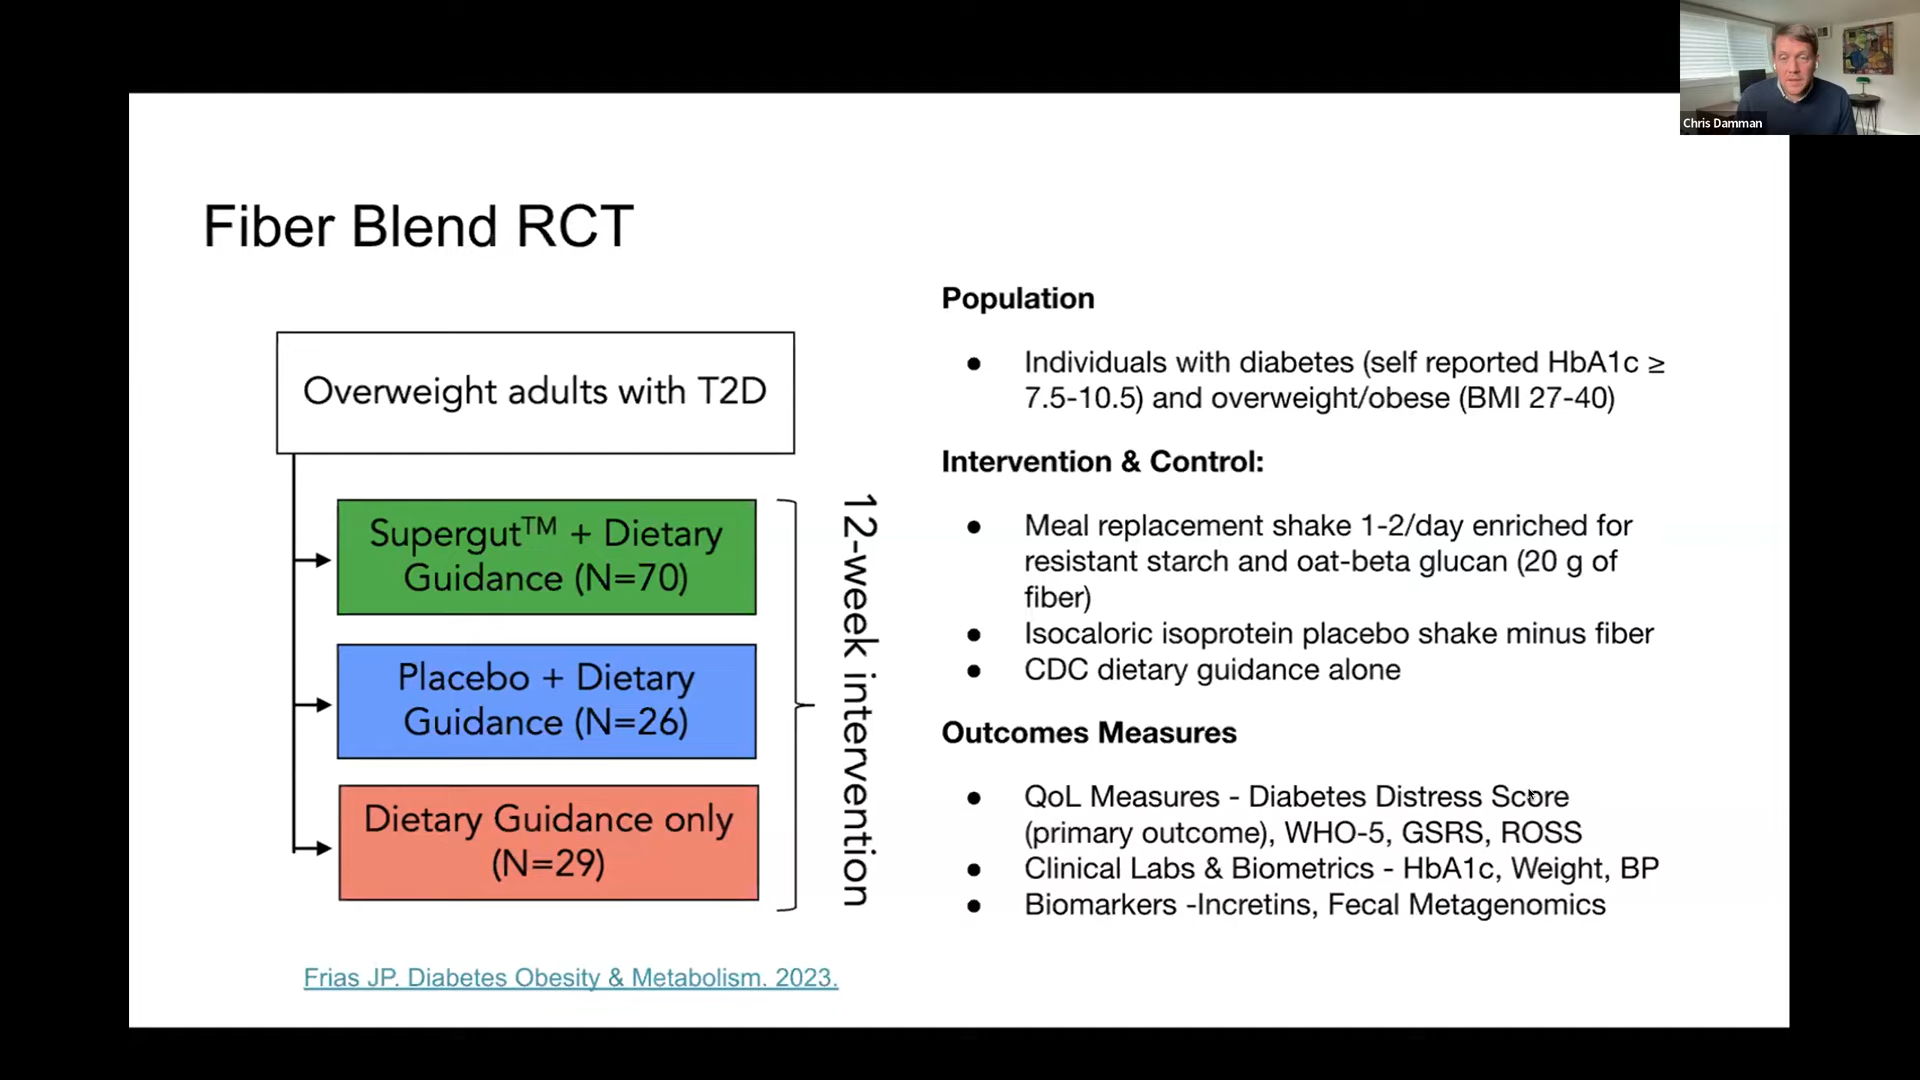 Chris Damman
Fiber Blend RCT
Overweight adults with T2D
Supergut™ + Dietary
Guidance (N=70)
Placebo + Dietary
Guidance (N=26)
Dietary Guidance only
(N=29)
12-week intervention
Frias JP. Diabetes Obesity & Metabolism. 2023.
Population
● Individuals with diabetes (self reported HbA1c ≥
7.5-10.5) and overweight/obese (BMI 27-40)
Intervention & Control:
● Meal replacement shake 1-2/day enriched for
resistant starch and oat-beta glucan (20 g of
fiber)
● Isocaloric isoprotein placebo shake minus fiber
● CDC dietary guidance alone
Outcomes Measures
● QoL Measures - Diabetes Distress Score
(primary outcome), WHO-5, GSRS, ROSS
● Clinical Labs & Biometrics - HbA1c, Weight, BP
● Biomarkers -Incretins, Fecal Metagenomics